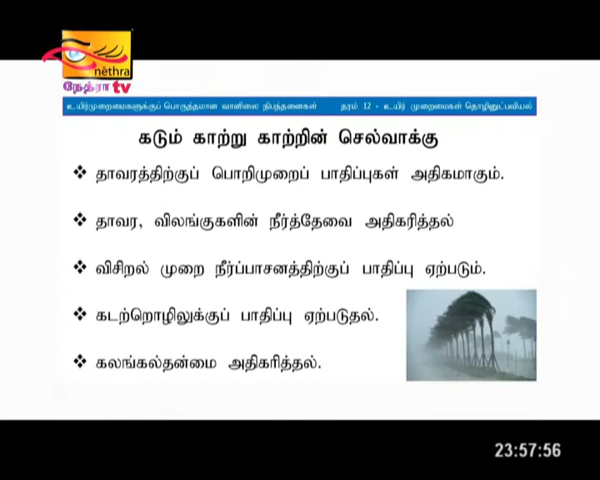 nèthra
நேத்ரா tv
உயிர்முறைமைகளுக்குப் பொருத்தமான வானிலை நிபந்தனைகள் தரம் 12 - உயிர் முறைமைகள் தொழினுட்பவியல்
கடும் காற்று காற்றின் செல்வாக்கு
❖ தாவரத்திற்குப் பொறிமுறைப் பாதிப்புகள் அதிகமாகும்.
❖ தாவர, விலங்குகளின் நீர்த்தேவை அதிகரித்தல்
❖ விசிறல் முறை நீர்ப்பாசனத்திற்குப் பாதிப்பு ஏற்படும்.
❖ கடற்றொழிலுக்குப் பாதிப்பு ஏற்படுதல்.
❖ கலங்கல்தன்மை அதிகரித்தல்.
23:57:56